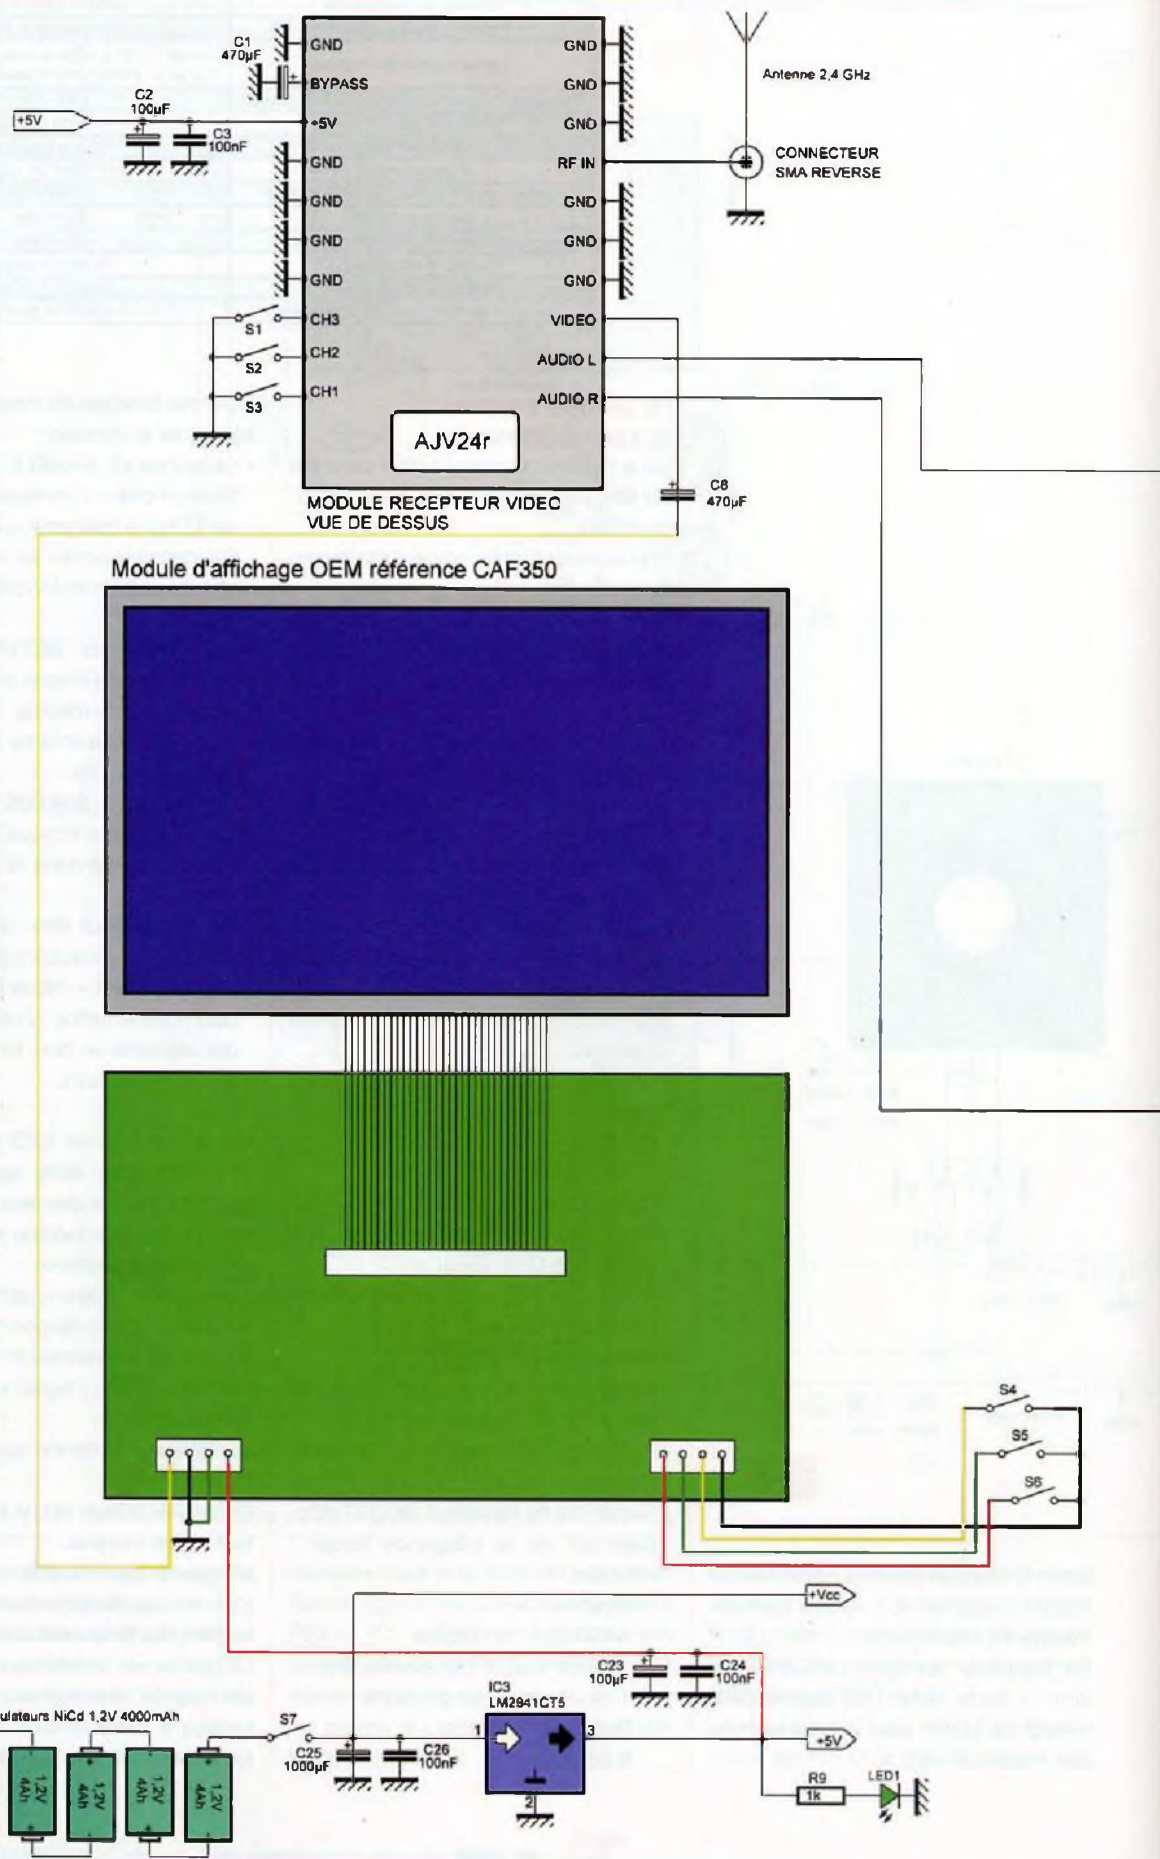 C1
470µF
GND
BYPASS
+5V
C2
100µF
C3
100nF
+5V
GND
GND
GND
GND
S1
CH3
S2
CH2
S3
CH1
GND
GND
GND
RF IN
GND
GND
GND
VIDEO
AUDIO L
AUDIO R
Antenne 2,4 GHz
CONNECTEUR
SMA REVERSE
AJV24r
MODULE RECEPTEUR VIDEC
VUE DE DESSUS
C6
470µF
Module d'affichage OEM référence CAF350
S4
S5
S6
+Vcc
C23
100µF
C24
100nF
IC3
LM2941CT5
1
3
2
+5V
ulateurs NiCd 1,2V 4000mAh
S7
C25
1000µF
C26
100nF
R9
1k
LED1
1,2V
4Ah
1,2V
4Ah
1,2V
4Ah
1,2V
4Ah